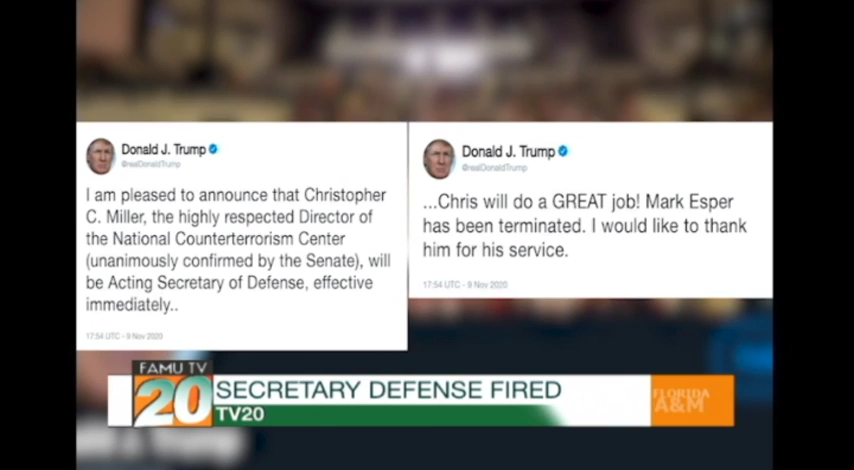 Donald J. Trump
@realDonaldTrump
I am pleased to announce that Christopher
C. Miller, the highly respected Director of
the National Counterterrorism Center
(unanimously confirmed by the Senate), will
be Acting Secretary of Defense, effective
immediately..
17:54 UTC - 9 Nov 2020
Donald J. Trump
@realDonaldTrump
...Chris will do a GREAT job! Mark Esper
has been terminated. I would like to thank
him for his service.
17:54 UTC - 9 Nov 2020
FAMU TV
20
SECRETARY DEFENSE FIRED
TV20
FLORIDA
A&M